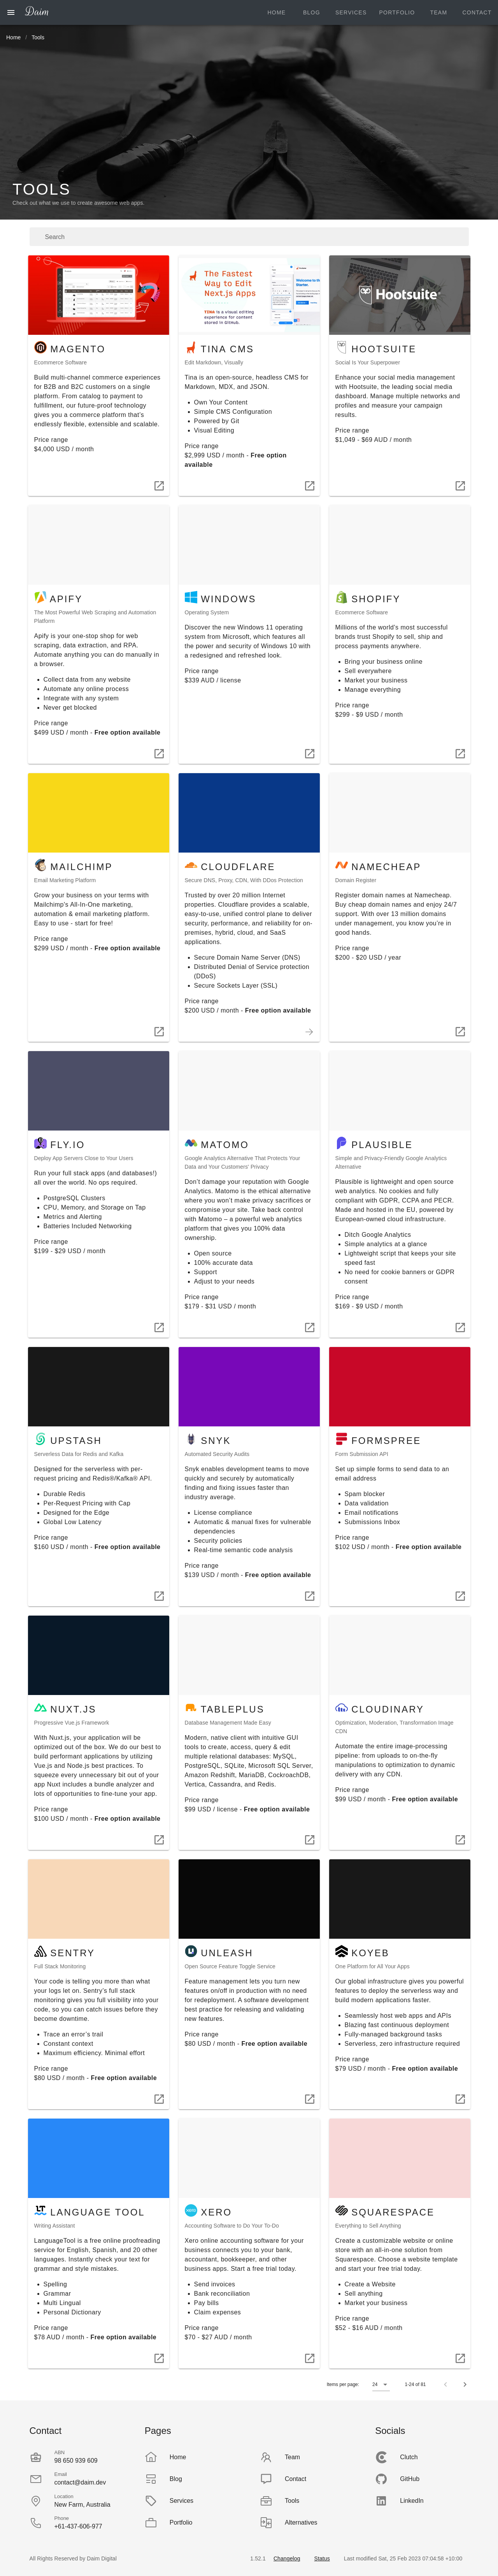 Daim
HOME
BLOG
SERVICES
PORTFOLIO
TEAM
CONTACT
Home / Tools
TOOLS
Check out what we use to create awesome web apps.
Search
MAGENTO
Ecommerce Software
Build multi-channel commerce experiences
for B2B and B2C customers on a single
platform. From catalog to payment to
fulfillment, our future-proof technology
gives you a commerce platform that's
endlessly flexible, extensible and scalable.
Price range
$4,000 USD / month
The Fastest
Way to Edit
Next.js Apps
TINA is a visual editing
experience for content
stored in GitHub.
TINA CMS
Edit Markdown, Visually
Tina is an open-source, headless CMS for
Markdown, MDX, and JSON.
Own Your Content
Simple CMS Configuration
Powered by Git
Visual Editing
Price range
$2,999 USD / month - Free option
available
Hootsuite
HOOTSUITE
Social Is Your Superpower
Enhance your social media management
with Hootsuite, the leading social media
dashboard. Manage multiple networks and
profiles and measure your campaign
results.
Price range
$1,049 - $69 AUD / month
APIFY
The Most Powerful Web Scraping and Automation
Platform
Apify is your one-stop shop for web
scraping, data extraction, and RPA.
Automate anything you can do manually in
a browser.
Collect data from any website
Automate any online process
Integrate with any system
Never get blocked
Price range
$499 USD / month - Free option available
WINDOWS
Operating System
Discover the new Windows 11 operating
system from Microsoft, which features all
the power and security of Windows 10 with
a redesigned and refreshed look.
Price range
$339 AUD / license
SHOPIFY
Ecommerce Software
Millions of the world's most successful
brands trust Shopify to sell, ship and
process payments anywhere.
Bring your business online
Sell everywhere
Market your business
Manage everything
Price range
$299 - $9 USD / month
MAILCHIMP
Email Marketing Platform
Grow your business on your terms with
Mailchimp's All-In-One marketing,
automation & email marketing platform.
Easy to use - start for free!
Price range
$299 USD / month - Free option available
CLOUDFLARE
Secure DNS, Proxy, CDN, With DDos Protection
Trusted by over 20 million Internet
properties. Cloudflare provides a scalable,
easy-to-use, unified control plane to deliver
security, performance, and reliability for on-
premises, hybrid, cloud, and SaaS
applications.
Secure Domain Name Server (DNS)
Distributed Denial of Service protection
(DDoS)
Secure Sockets Layer (SSL)
Price range
$200 USD / month - Free option available
NAMECHEAP
Domain Register
Register domain names at Namecheap.
Buy cheap domain names and enjoy 24/7
support. With over 13 million domains
under management, you know you're in
good hands.
Price range
$200 - $20 USD / year
FLY.IO
Deploy App Servers Close to Your Users
Run your full stack apps (and databases!)
all over the world. No ops required.
PostgreSQL Clusters
CPU, Memory, and Storage on Tap
Metrics and Alerting
Batteries Included Networking
Price range
$199 - $29 USD / month
MATOMO
Google Analytics Alternative That Protects Your
Data and Your Customers' Privacy
Don't damage your reputation with Google
Analytics. Matomo is the ethical alternative
where you won't make privacy sacrifices or
compromise your site. Take back control
with Matomo – a powerful web analytics
platform that gives you 100% data
ownership.
Open source
100% accurate data
Support
Adjust to your needs
Price range
$179 - $31 USD / month
PLAUSIBLE
Simple and Privacy-Friendly Google Analytics
Alternative
Plausible is lightweight and open source
web analytics. No cookies and fully
compliant with GDPR, CCPA and PECR.
Made and hosted in the EU, powered by
European-owned cloud infrastructure.
Ditch Google Analytics
Simple analytics at a glance
Lightweight script that keeps your site
speed fast
No need for cookie banners or GDPR
consent
Price range
$169 - $9 USD / month
UPSTASH
Serverless Data for Redis and Kafka
Designed for the serverless with per-
request pricing and Redis®/Kafka® API.
Durable Redis
Per-Request Pricing with Cap
Designed for the Edge
Global Low Latency
Price range
$160 USD / month - Free option available
SNYK
Automated Security Audits
Snyk enables development teams to move
quickly and securely by automatically
finding and fixing issues faster than
industry average.
License compliance
Automatic & manual fixes for vulnerable
dependencies
Security policies
Real-time semantic code analysis
Price range
$139 USD / month - Free option available
FORMSPREE
Form Submission API
Set up simple forms to send data to an
email address
Spam blocker
Data validation
Email notifications
Submissions Inbox
Price range
$102 USD / month - Free option available
NUXT.JS
Progressive Vue.js Framework
With Nuxt.js, your application will be
optimized out of the box. We do our best to
build performant applications by utilizing
Vue.js and Node.js best practices. To
squeeze every unnecessary bit out of your
app Nuxt includes a bundle analyzer and
lots of opportunities to fine-tune your app.
Price range
$100 USD / month - Free option available
TABLEPLUS
Database Management Made Easy
Modern, native client with intuitive GUI
tools to create, access, query & edit
multiple relational databases: MySQL,
PostgreSQL, SQLite, Microsoft SQL Server,
Amazon Redshift, MariaDB, CockroachDB,
Vertica, Cassandra, and Redis.
Price range
$99 USD / license - Free option available
CLOUDINARY
Optimization, Moderation, Transformation Image
CDN
Automate the entire image-processing
pipeline: from uploads to on-the-fly
manipulations to optimization to dynamic
delivery with any CDN.
Price range
$99 USD / month - Free option available
SENTRY
Full Stack Monitoring
Your code is telling you more than what
your logs let on. Sentry's full stack
monitoring gives you full visibility into your
code, so you can catch issues before they
become downtime.
Trace an error's trail
Constant context
Maximum efficiency. Minimal effort
Price range
$80 USD / month - Free option available
UNLEASH
Open Source Feature Toggle Service
Feature management lets you turn new
features on/off in production with no need
for redeployment. A software development
best practice for releasing and validating
new features.
Price range
$80 USD / month - Free option available
KOYEB
One Platform for All Your Apps
Our global infrastructure gives you powerful
features to deploy the serverless way and
build modern applications faster.
Seamlessly host web apps and APIs
Blazing fast continuous deployment
Fully-managed background tasks
Serverless, zero infrastructure required
Price range
$79 USD / month - Free option available
LANGUAGE TOOL
Writing Assistant
LanguageTool is a free online proofreading
service for English, Spanish, and 20 other
languages. Instantly check your text for
grammar and style mistakes.
Spelling
Grammar
Multi Lingual
Personal Dictionary
Price range
$78 AUD / month - Free option available
xero
XERO
Accounting Software to Do Your To-Do
Xero online accounting software for your
business connects you to your bank,
accountant, bookkeeper, and other
business apps. Start a free trial today.
Send invoices
Bank reconciliation
Pay bills
Claim expenses
Price range
$70 - $27 AUD / month
SQUARESPACE
Everything to Sell Anything
Create a customizable website or online
store with an all-in-one solution from
Squarespace. Choose a website template
and start your free trial today.
Create a Website
Sell anything
Market your business
Price range
$52 - $16 AUD / month
Items per page: 24 1-24 of 81
Contact
ABN
98 650 939 609
Email
contact@daim.dev
Location
New Farm, Australia
Phone
+61-437-606-977
Pages
Home
Blog
Services
Portfolio
Team
Contact
Tools
Alternatives
Socials
Clutch
GitHub
LinkedIn
All Rights Reserved by Daim Digital
1.52.1 Changelog Status Last modified Sat, 25 Feb 2023 07:04:58 +10:00